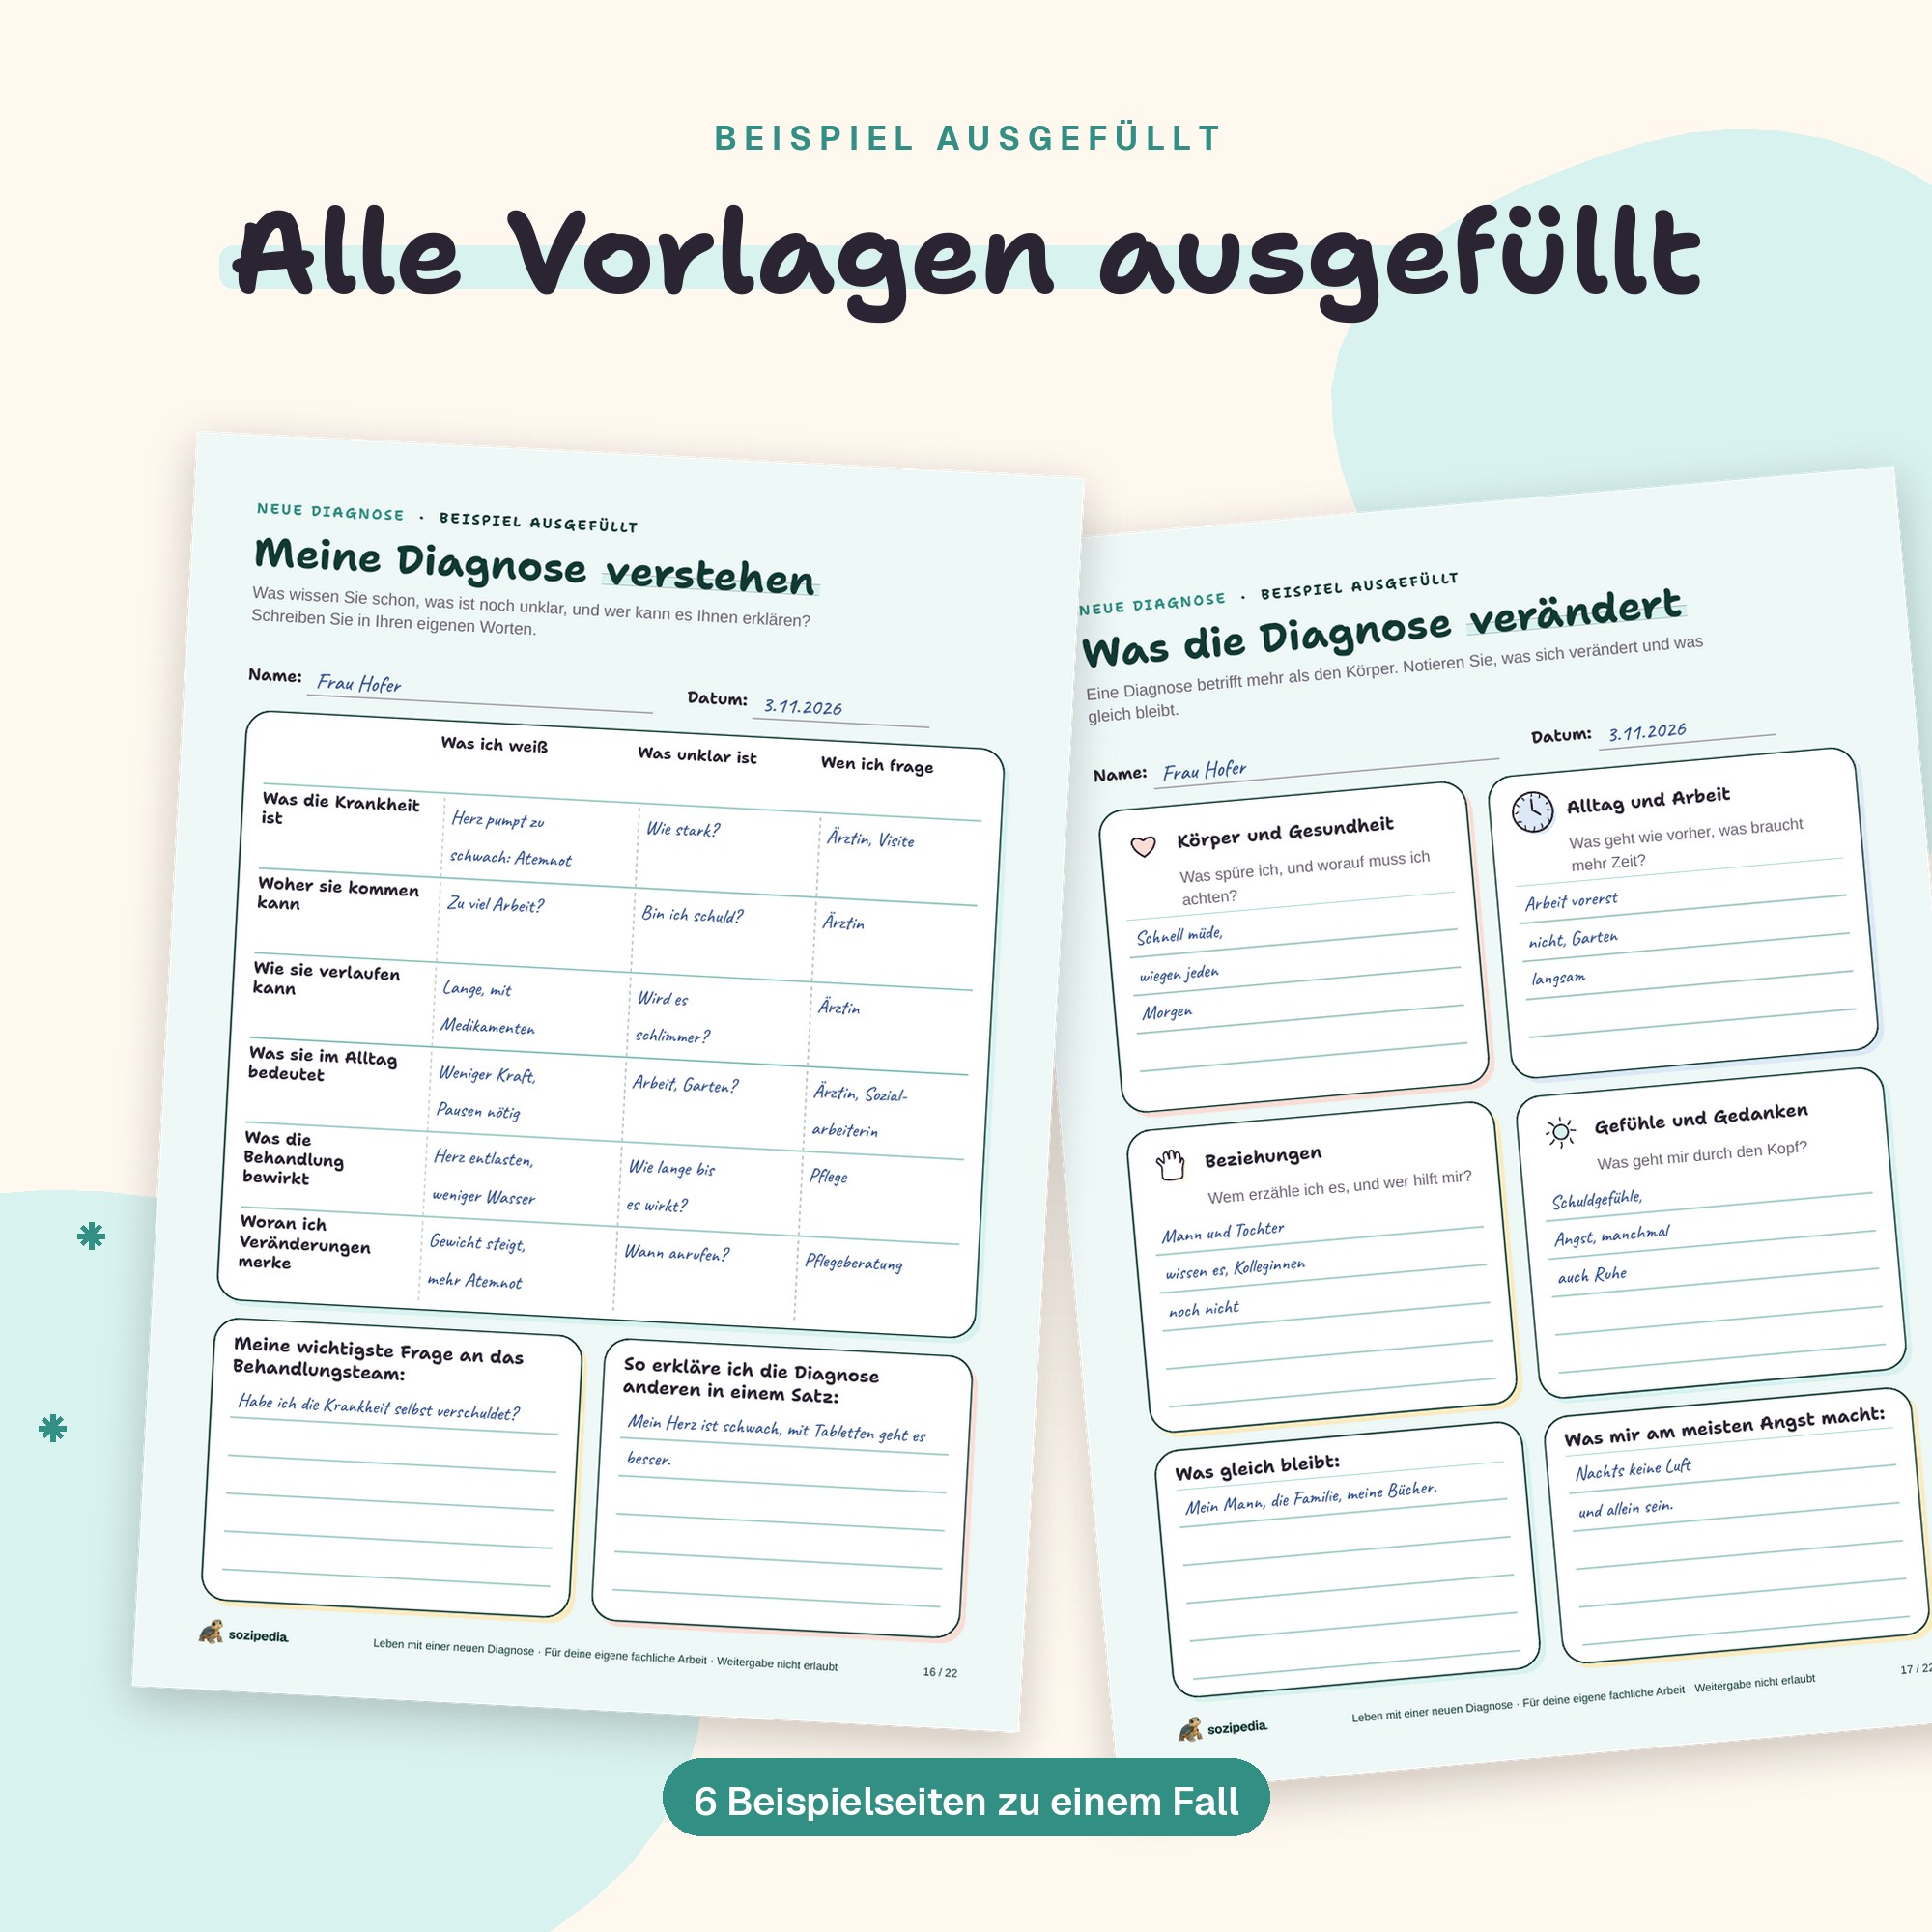 BEISPIEL AUSGEFÜLLT
Alle Vorlagen ausgefüllt
NEUE DIAGNOSE · BEISPIEL AUSGEFÜLLT
Meine Diagnose verstehen
Was wissen Sie schon, was ist noch unklar, und wer kann es Ihnen erklären?
Schreiben Sie in Ihren eigenen Worten.
Name: Frau Hofer Datum: 3.11.2026
Was ich weiß Was unklar ist Wen ich frage
Was die Krankheit
ist
Herz pumpt zu
schwach: Atemnot
Wie stark?
Ärztin, Visite
Woher sie kommen
kann
Zu viel Arbeit?
Bin ich schuld?
Ärztin
Wie sie verlaufen
kann
Lange, mit
Medikamenten
Wird es
schlimmer?
Ärztin
Was sie im Alltag
bedeutet
Weniger Kraft,
Pausen nötig
Arbeit, Garten?
Ärztin, Sozial-
arbeiterin
Was die
Behandlung
bewirkt
Herz entlasten,
weniger Wasser
Wie lange bis
es wirkt?
Pflege
Woran ich
Veränderungen
merke
Gewicht steigt,
mehr Atemnot
Wann anrufen?
Pflegeberatung
Meine wichtigste Frage an das
Behandlungsteam:
Habe ich die Krankheit selbst verschuldet?
So erkläre ich die Diagnose
anderen in einem Satz:
Mein Herz ist schwach, mit Tabletten geht es
besser.
sozipedia.
Leben mit einer neuen Diagnose · Für deine eigene fachliche Arbeit · Weitergabe nicht erlaubt
16 / 22
NEUE DIAGNOSE · BEISPIEL AUSGEFÜLLT
Was die Diagnose verändert
Eine Diagnose betrifft mehr als den Körper. Notieren Sie, was sich verändert und was
gleich bleibt.
Name: Frau Hofer Datum: 3.11.2026
Körper und Gesundheit
Was spüre ich, und worauf muss ich
achten?
Schnell müde,
wiegen jeden
Morgen
Alltag und Arbeit
Was geht wie vorher, was braucht
mehr Zeit?
Arbeit vorerst
nicht, Garten
langsam
Beziehungen
Wem erzähle ich es, und wer hilft mir?
Mann und Tochter
wissen es, Kolleginnen
noch nicht
Gefühle und Gedanken
Was geht mir durch den Kopf?
Schuldgefühle,
Angst, manchmal
auch Ruhe
Was gleich bleibt:
Mein Mann, die Familie, meine Bücher.
Was mir am meisten Angst macht:
Nachts keine Luft
und allein sein.
sozipedia.
Leben mit einer neuen Diagnose · Für deine eigene fachliche Arbeit · Weitergabe nicht erlaubt
17 / 22
6 Beispielseiten zu einem Fall